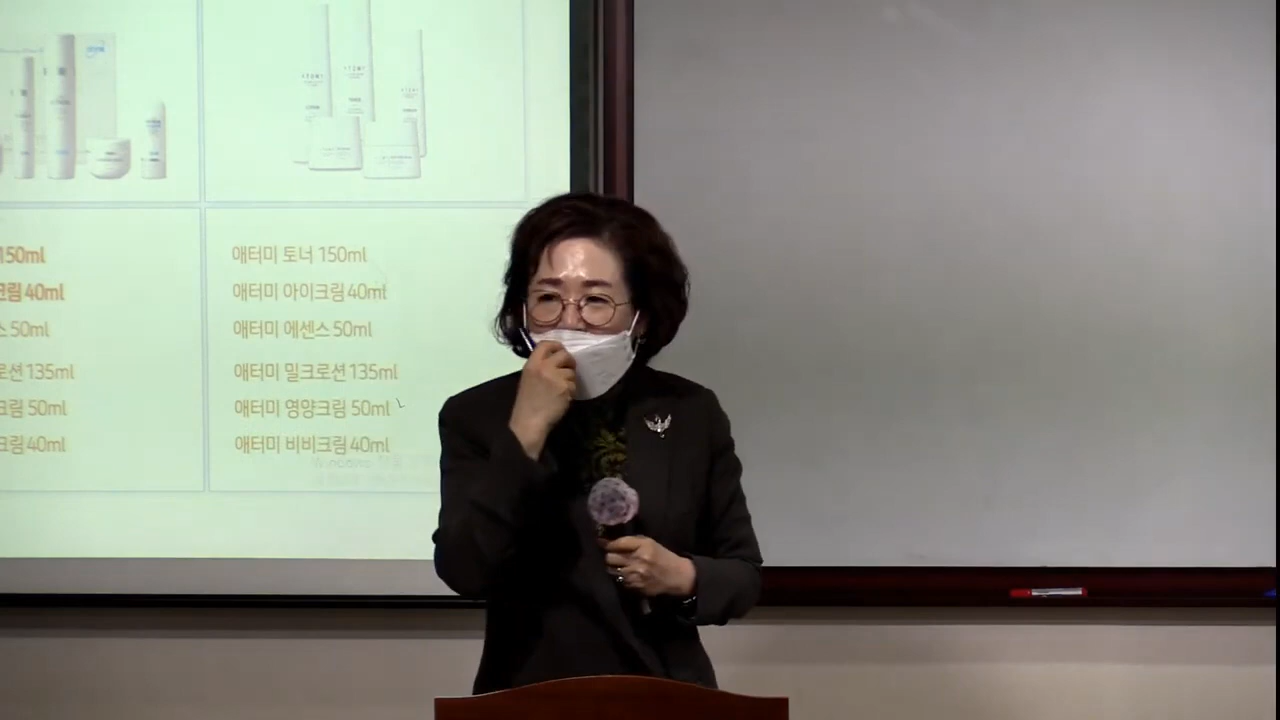 150ml
크림 40ml
스 50ml
로션 135ml
크림 50ml
크림 40ml
애터미 토너 150ml
애터미 아이크림 40ml
애터미 에센스 50ml
애터미 밀크로션 135ml
애터미 영양크림 50ml
애터미 비비크림 40ml